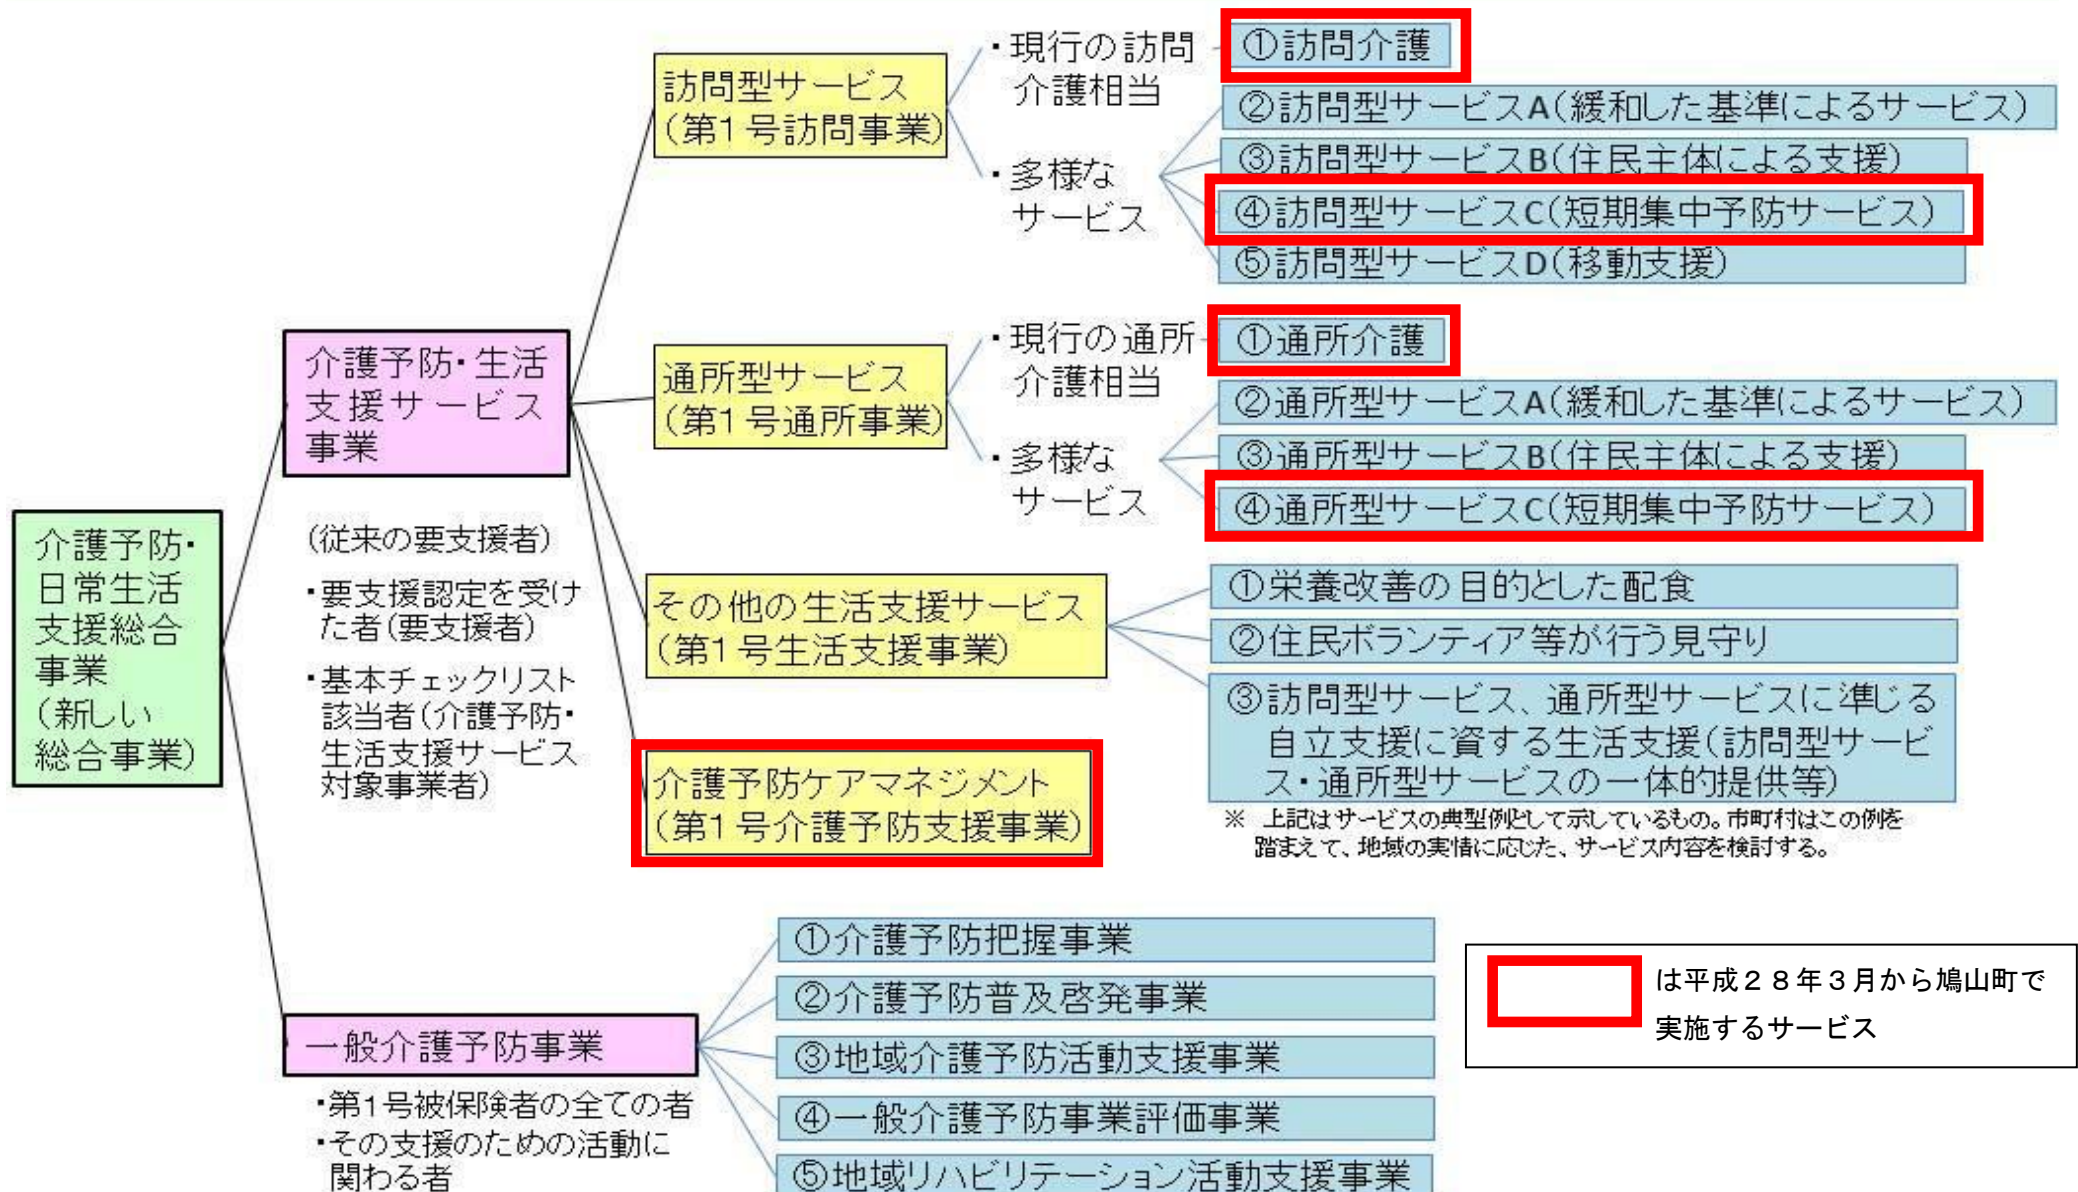 介護予防・
日常生活
支援総合
事業
（新しい
総合事業）
介護予防・生活
支援サービス
事業
(従来の要支援者)
・要支援認定を受け
た者(要支援者)
・基本チェックリスト
該当者(介護予防・
生活支援サービス
対象事業者)
訪問型サービス
（第1号訪問事業）
・現行の訪問
介護相当
①訪問介護
・多様な
サービス
②訪問型サービスA（緩和した基準によるサービス）
③訪問型サービスB（住民主体による支援）
④訪問型サービスC（短期集中予防サービス）
⑤訪問型サービスD（移動支援）
通所型サービス
（第1号通所事業）
・現行の通所
介護相当
①通所介護
・多様な
サービス
②通所型サービスA（緩和した基準によるサービス）
③通所型サービスB（住民主体による支援）
④通所型サービスC（短期集中予防サービス）
その他の生活支援サービス
（第1号生活支援事業）
①栄養改善の目的とした配食
②住民ボランティア等が行う見守り
③訪問型サービス、通所型サービスに準じる
自立支援に資する生活支援（訪問型サービ
ス・通所型サービスの一体的提供等）
※　上記はサービスの典型例として示しているもの。市町村はこの例を
踏まえて、地域の実情に応じた、サービス内容を検討する。
介護予防ケアマネジメント
（第1号介護予防支援事業）
一般介護予防事業
・第1号被保険者の全ての者
・その支援のための活動に
関わる者
①介護予防把握事業
②介護予防普及啓発事業
③地域介護予防活動支援事業
④一般介護予防事業評価事業
⑤地域リハビリテーション活動支援事業
は平成２８年３月から鳩山町で
実施するサービス